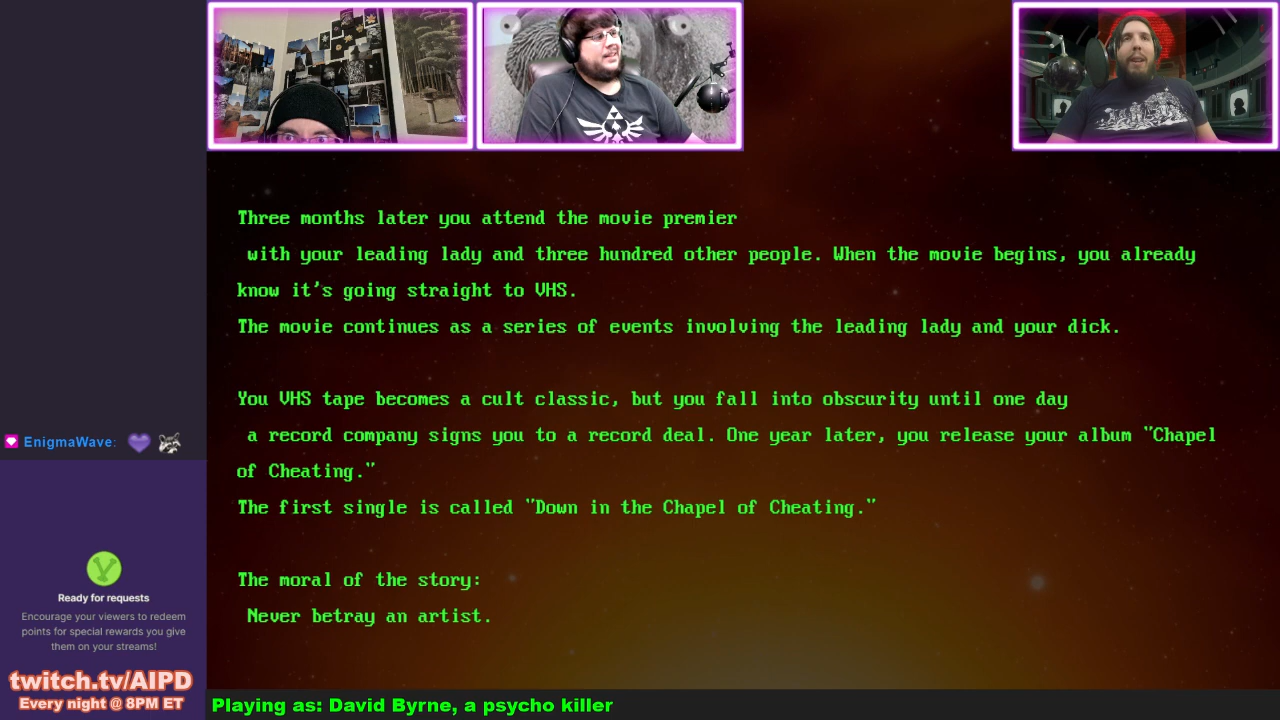 Three months later you attend the movie premier
with your leading lady and three hundred other people. When the movie begins, you already
know it's going straight to VHS.
The movie continues as a series of events involving the leading lady and your dick.
You VHS tape becomes a cult classic, but you fall into obscurity until one day
a record company signs you to a record deal. One year later, you release your album "Chapel
of Cheating."
The first single is called "Down in the Chapel of Cheating."
The moral of the story:
Never betray an artist.
EnigmaWave:
Ready for requests
Encourage your viewers to redeem
points for special rewards you give
them on your streams!
twitch.tv/AIPD
Every night @ 8PM ET
Playing as: David Byrne, a psycho killer